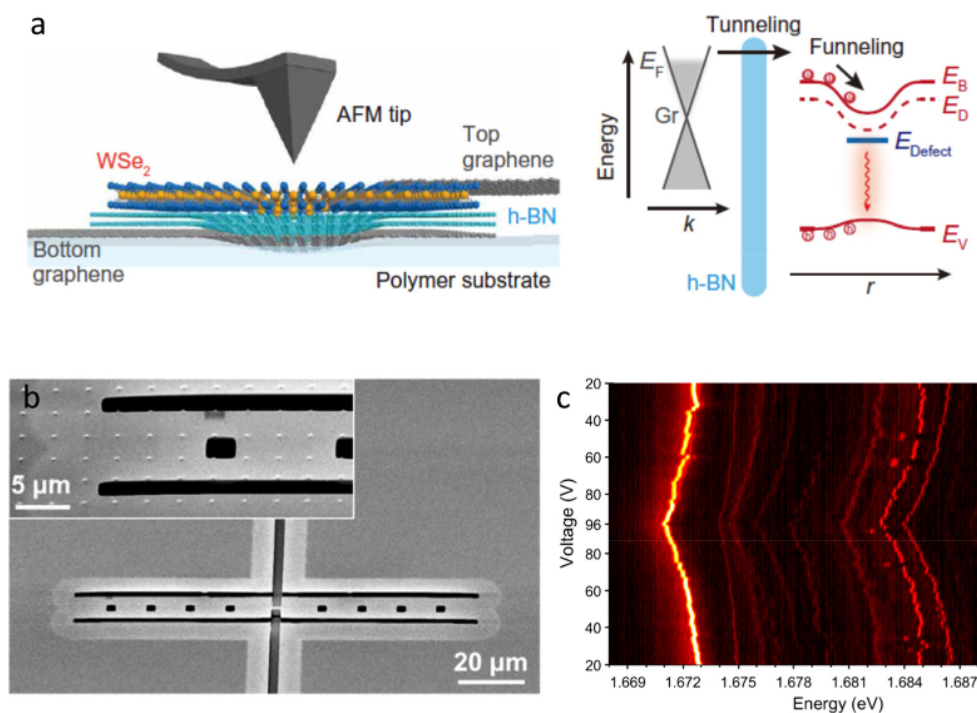 a
AFM tip
WSe2
Top
graphene
h-BN
Bottom
graphene
Polymer substrate
Tunneling
Funneling
EF
Gr
Energy
k
h-BN
EB
ED
EDefect
EV
e
e
e
h
h
h
r
b
5 μm
20 μm
c
Voltage (V)
20
40
60
80
96
80
60
40
20
1.669
1.672
1.675
1.678
1.681
1.684
1.687
Energy (eV)